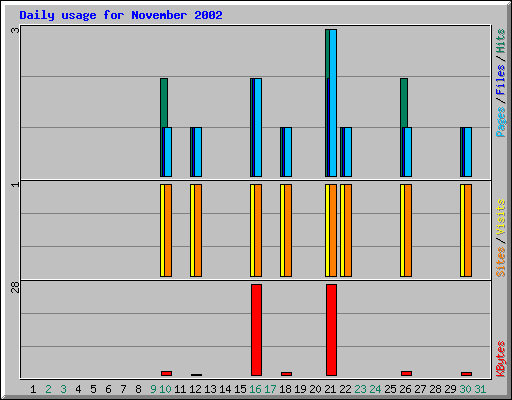 Daily usage for November 2002
3
Pages/Files/Hits
1
Sites/Visits
28
KBytes
1 2 3 4 5 6 7 8 9 10 11 12 13 14 15 16 17 18 19 20 21 22 23 24 25 26 27 28 29 30 31